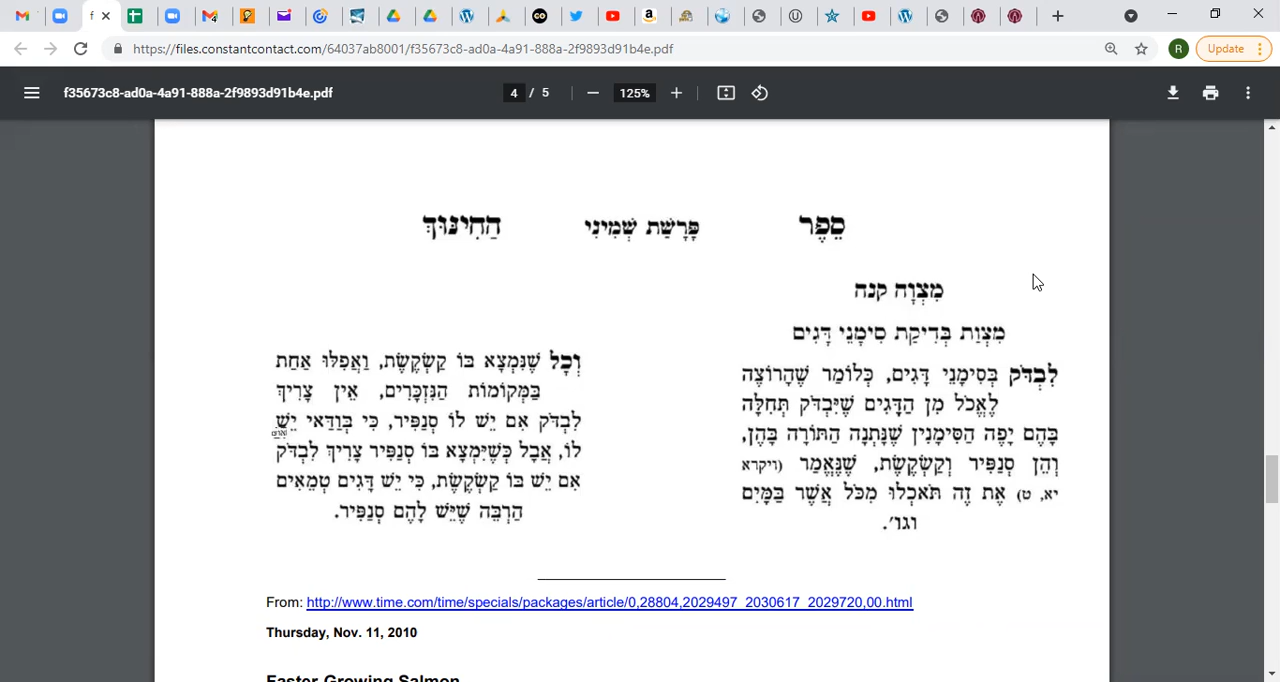 https://files.constantcontact.com/64037ab8001/f35673c8-ad0a-4a91-888a-2f9893d91b4e.pdf
R
Update
f35673c8-ad0a-4a91-888a-2f9893d91b4e.pdf
4 / 5
125%
סֵפֶר פָּרָשַׁת שְׁמִינִי הַחִינּוּךְ
מִצְוָה קנה
מִצְוַת בְּדִיקַת סִימָנֵי דָּגִים
לִבְדֹּק בְּסִימָנֵי דָּגִים, כְּלוֹמַר שֶׁהָרוֹצֶה
לֶאֱכֹל מִן הַדָּגִים שֶׁיִּבְדֹּק תְּחִלָּה
בָּהֶם יָפֶה הַסִּימָנִין שֶׁנָּתְנָה הַתּוֹרָה בָּהֶן,
וְהֵן סְנַפִּיר וְקַשְׂקֶשֶׂת, שֶׁנֶּאֱמַר (ויקרא
יא, ט) אֶת זֶה תֹּאכְלוּ מִכֹּל אֲשֶׁר בַּמָּיִם
וגו'.
וְכָל שֶׁנִּמְצָא בּוֹ קַשְׂקֶשֶׂת, וַאֲפִלּוּ אַחַת
בַּמְּקוֹמוֹת הַנִּזְכָּרִים, אֵין צָרִיךְ
לִבְדֹּק אִם יֵשׁ לוֹ סְנַפִּיר, כִּי בְּוַדַּאי יֵשׁ
לוֹ, אֲבָל כְּשֶׁיִּמְצָא בּוֹ סְנַפִּיר צָרִיךְ לִבְדֹּק
אִם יֵשׁ בּוֹ קַשְׂקֶשֶׂת, כִּי יֵשׁ דָּגִים טְמֵאִים
הַרְבֵּה שֶׁיֵּשׁ לָהֶם סְנַפִּיר.
From: http://www.time.com/time/specials/packages/article/0,28804,2029497_2030617_2029720,00.html
Thursday, Nov. 11, 2010
Faster-Growing Salmon